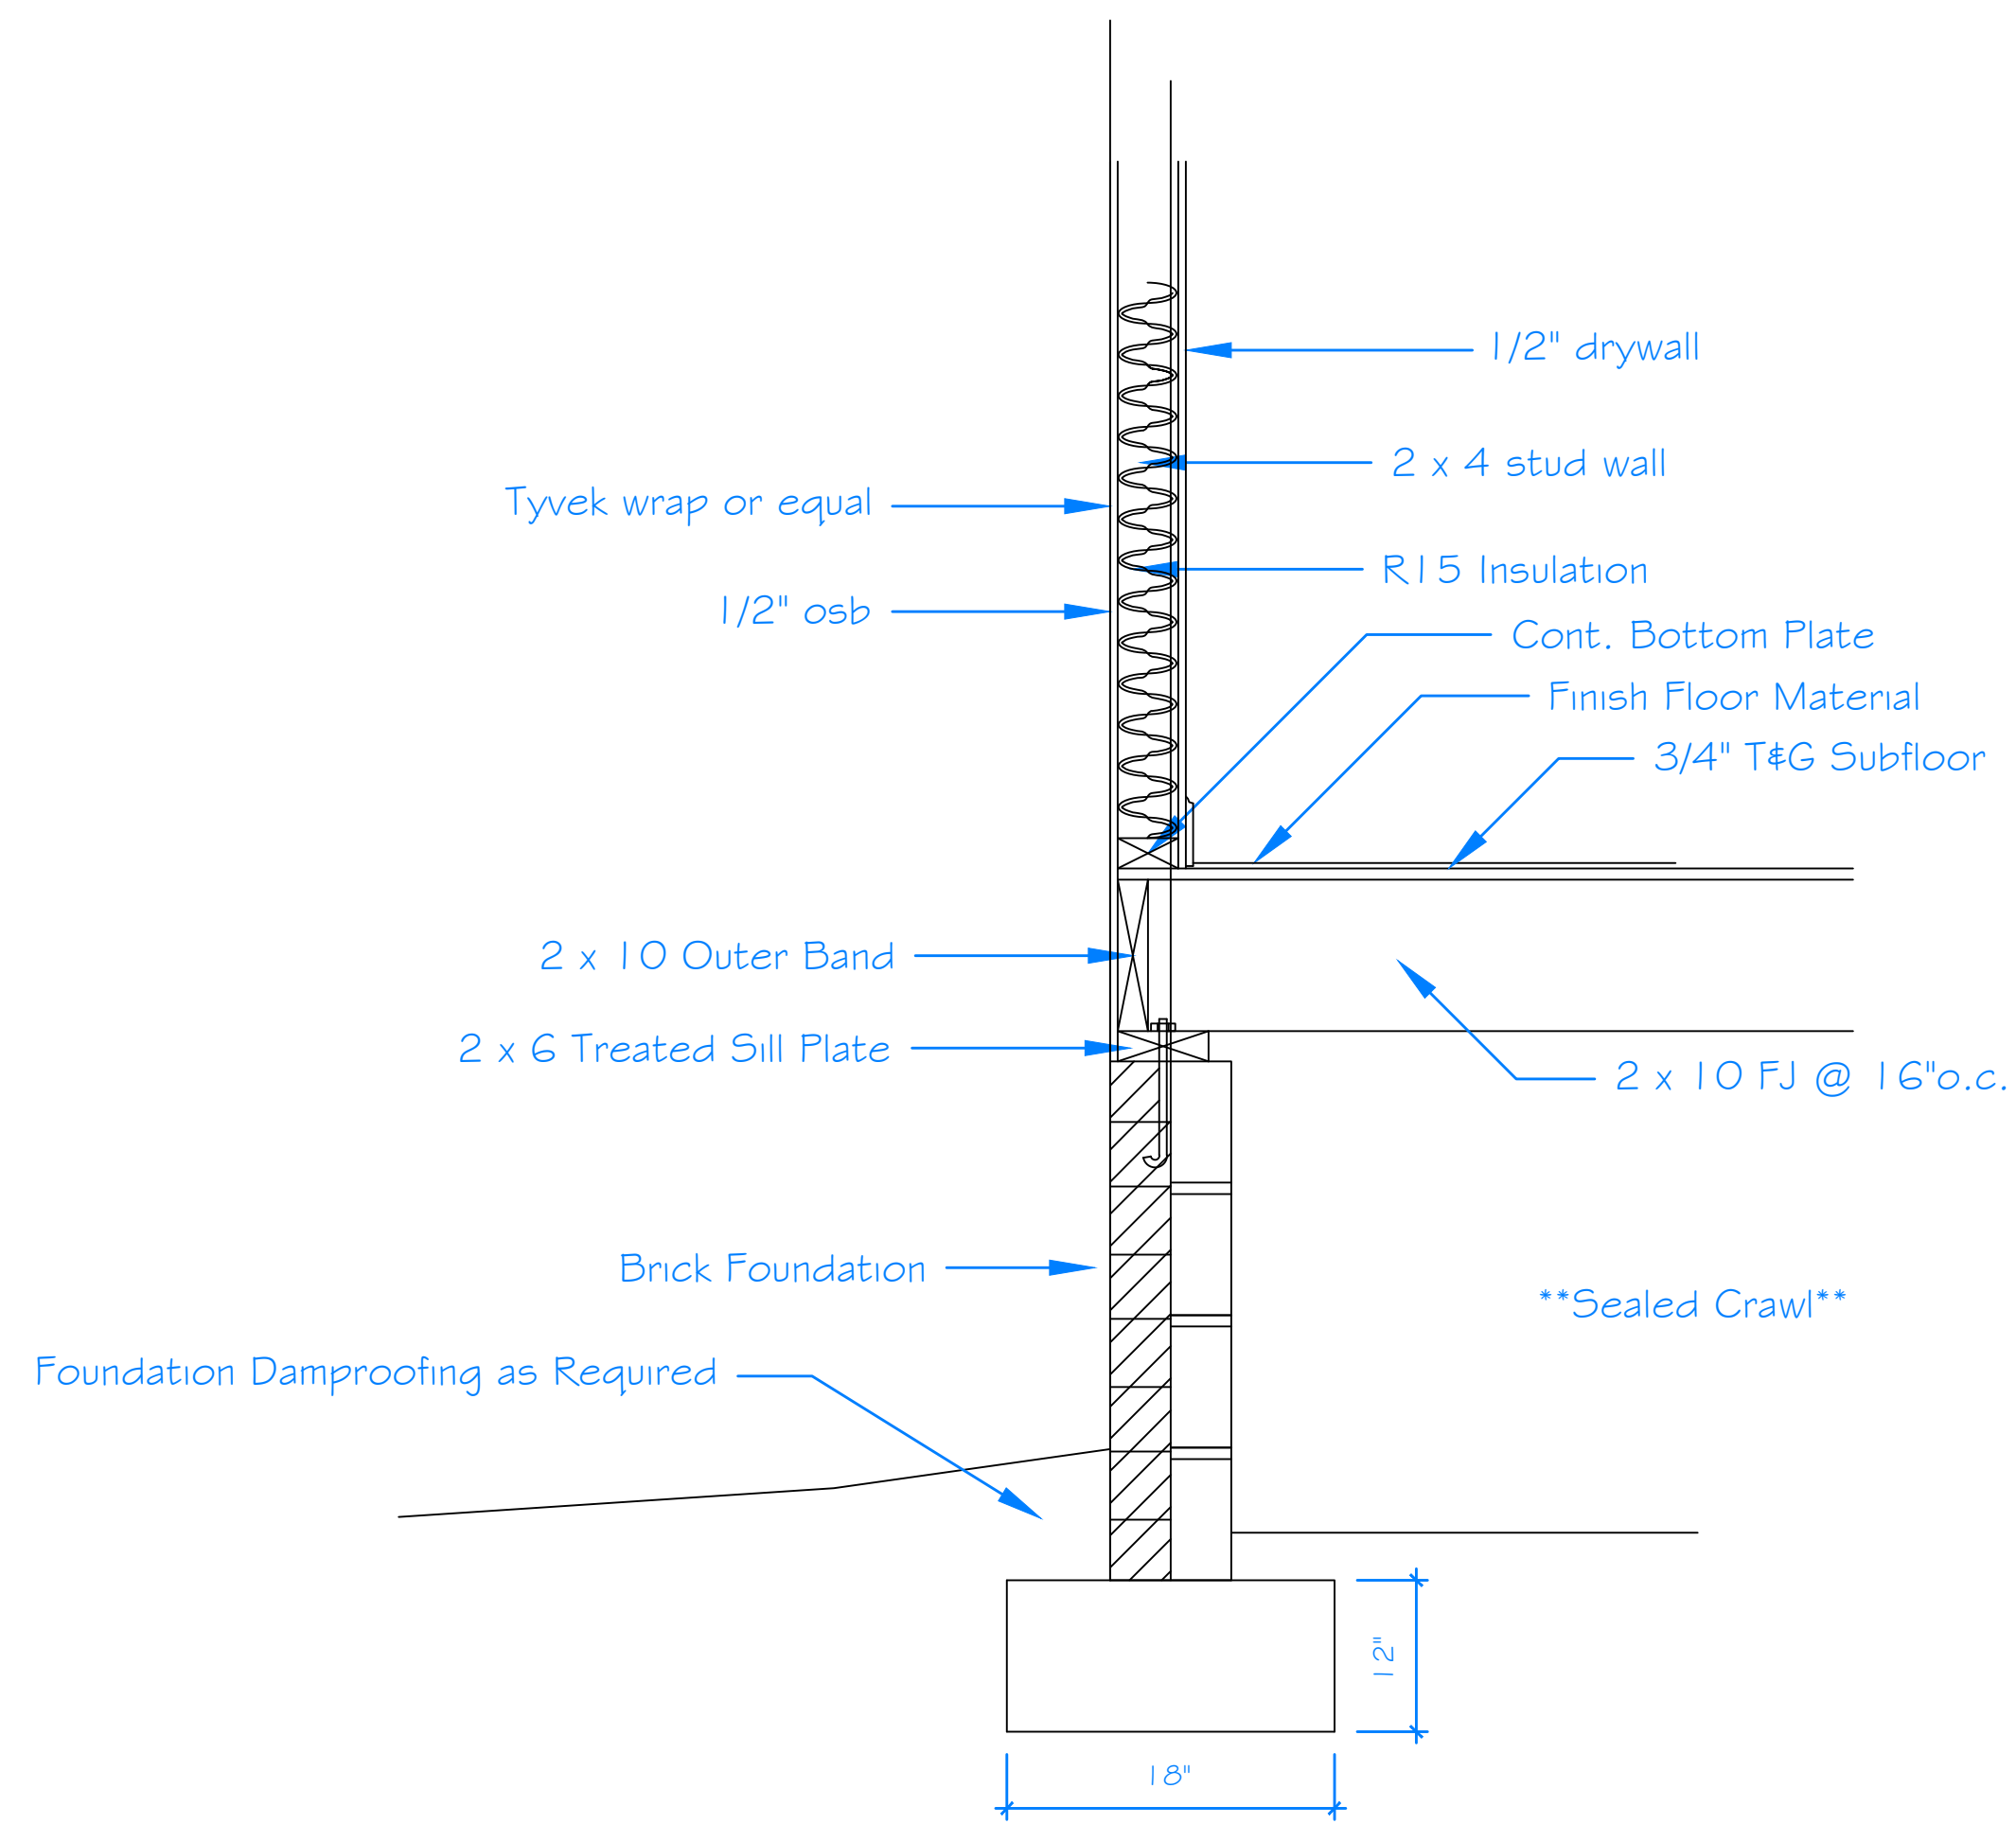 1/2" drywall
2 x 4 stud wall
Tyvek wrap or equal
R15 Insulation
1/2" osb
Cont. Bottom Plate
Finish Floor Material
3/4" T&G Subfloor
2 x 10 Outer Band
2 x 6 Treated Sill Plate
2 x 10 FJ @ 16"o.c.
Brick Foundation
**Sealed Crawl**
Foundation Damproofing as Required
12"
18"